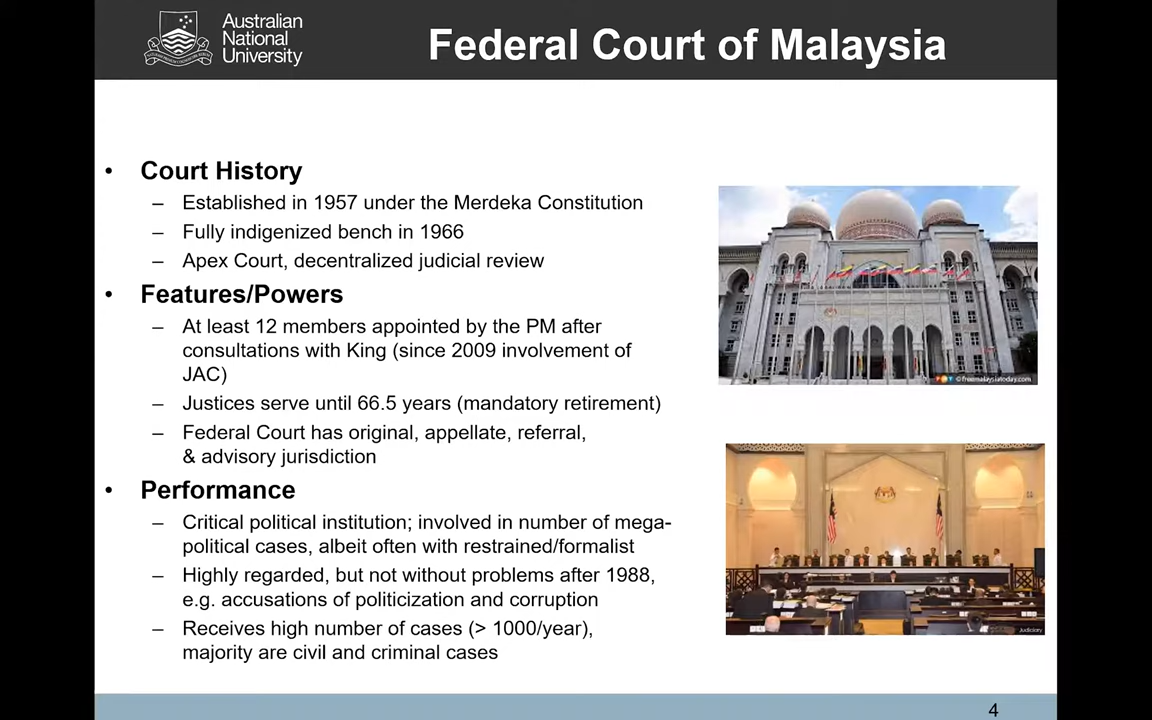 Australian
National
University
Federal Court of Malaysia
• Court History
– Established in 1957 under the Merdeka Constitution
– Fully indigenized bench in 1966
– Apex Court, decentralized judicial review
• Features/Powers
– At least 12 members appointed by the PM after
consultations with King (since 2009 involvement of
JAC)
– Justices serve until 66.5 years (mandatory retirement)
– Federal Court has original, appellate, referral,
& advisory jurisdiction
• Performance
– Critical political institution; involved in number of mega-
political cases, albeit often with restrained/formalist
– Highly regarded, but not without problems after 1988,
e.g. accusations of politicization and corruption
– Receives high number of cases (> 1000/year),
majority are civil and criminal cases
©freemalaysiatoday.com
Judiciary
4